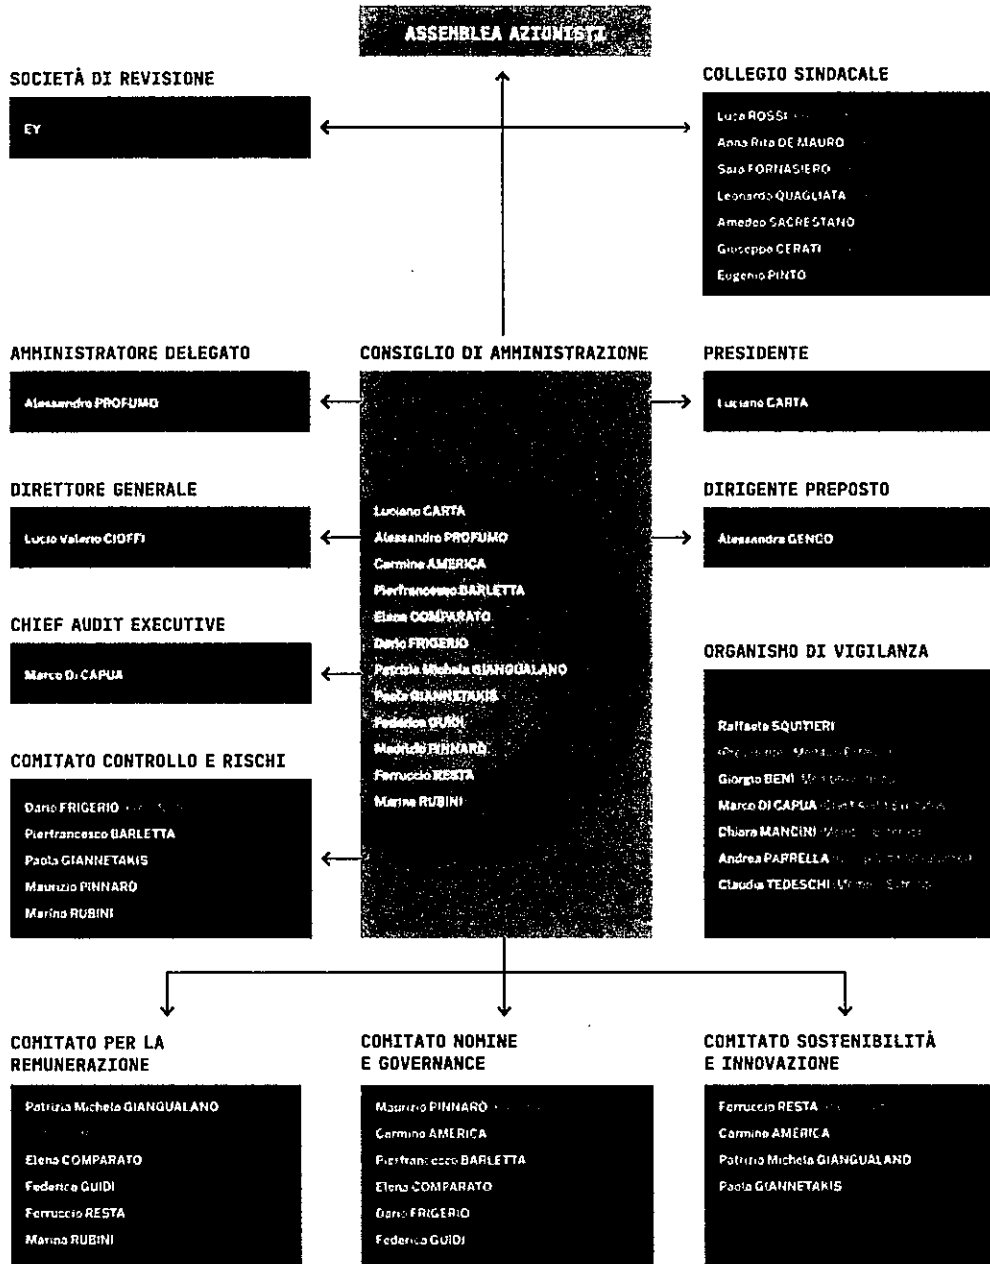 ASSEMBLEA AZIONISTI
SOCIETÀ DI REVISIONE
EY
COLLEGIO SINDACALE
Luca ROSSI
Anna Rita DE MAURO
Sara FORNASIERO
Leonardo QUAGLIATA
Amedeo SACRESTANO
Giuseppe CERATI
Eugenio PINTO
AMMINISTRATORE DELEGATO
Alessandro PROFUMO
CONSIGLIO DI AMMINISTRAZIONE
Luciano CARTA
Alessandro PROFUMO
Carmine AMERICA
Pierfrancesco BARLETTA
Elena COMPARATO
Dario FRIGERIO
Patrizia Michela GIANGUALANO
Paola GIANNETAKIS
Federica GUIDI
Maurizio PINNARO
Ferruccio RESTA
Marina RUBINI
PRESIDENTE
Luciano CARTA
DIRETTORE GENERALE
Lucio Valerio CIOFFI
DIRIGENTE PREPOSTO
Alessandra GENCO
CHIEF AUDIT EXECUTIVE
Marco DI CAPUA
ORGANISMO DI VIGILANZA
Raffaele SQUITIERI
Giorgio BENI
Marco DI CAPUA
Chiara MANCINI
Andrea PARRELLA
Claudia TEDESCHI
COMITATO CONTROLLO E RISCHI
Dario FRIGERIO
Pierfrancesco BARLETTA
Paola GIANNETAKIS
Maurizio PINNARO
Marina RUBINI
COMITATO PER LA
REMUNERAZIONE
Patrizia Michela GIANGUALANO
Elena COMPARATO
Federica GUIDI
Ferruccio RESTA
Marina RUBINI
COMITATO NOMINE
E GOVERNANCE
Maurizio PINNARO
Carmine AMERICA
Pierfrancesco BARLETTA
Elena COMPARATO
Dario FRIGERIO
Federica GUIDI
COMITATO SOSTENIBILITÀ
E INNOVAZIONE
Ferruccio RESTA
Carmine AMERICA
Patrizia Michela GIANGUALANO
Paola GIANNETAKIS